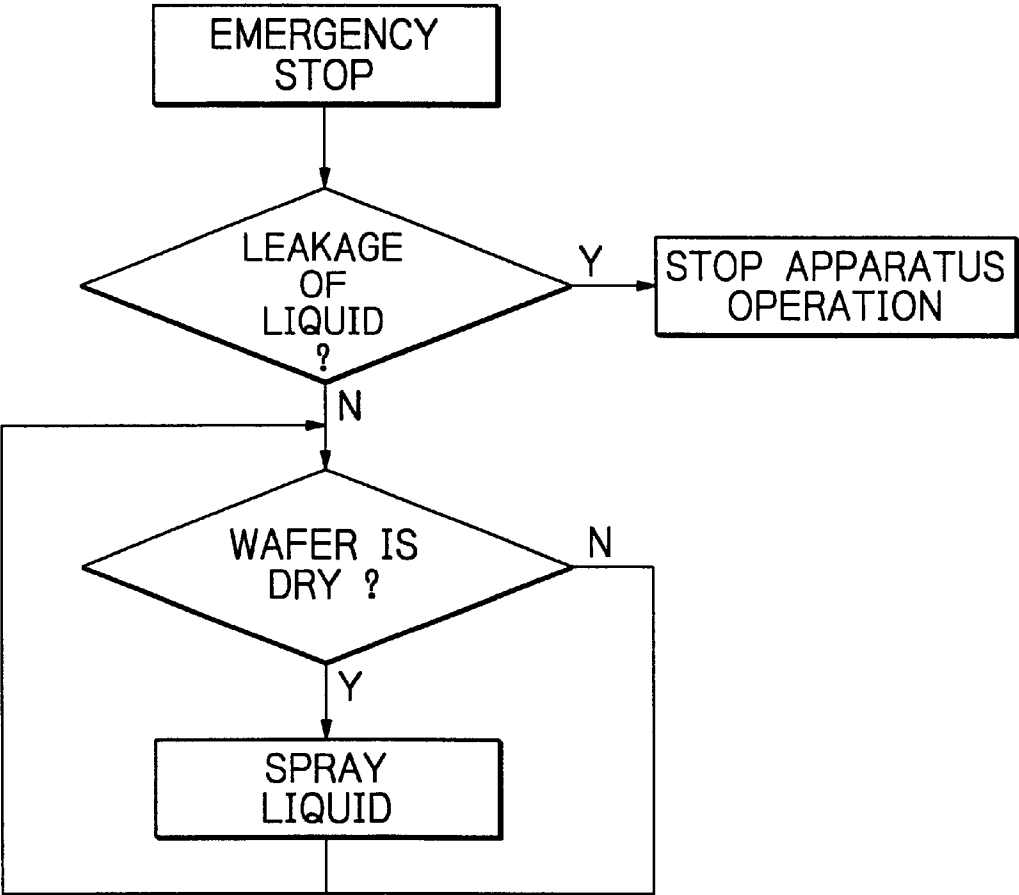 EMERGENCY
STOP
LEAKAGE
OF
LIQUID
?
Y
STOP APPARATUS
OPERATION
N
WAFER IS
DRY ?
N
Y
SPRAY
LIQUID